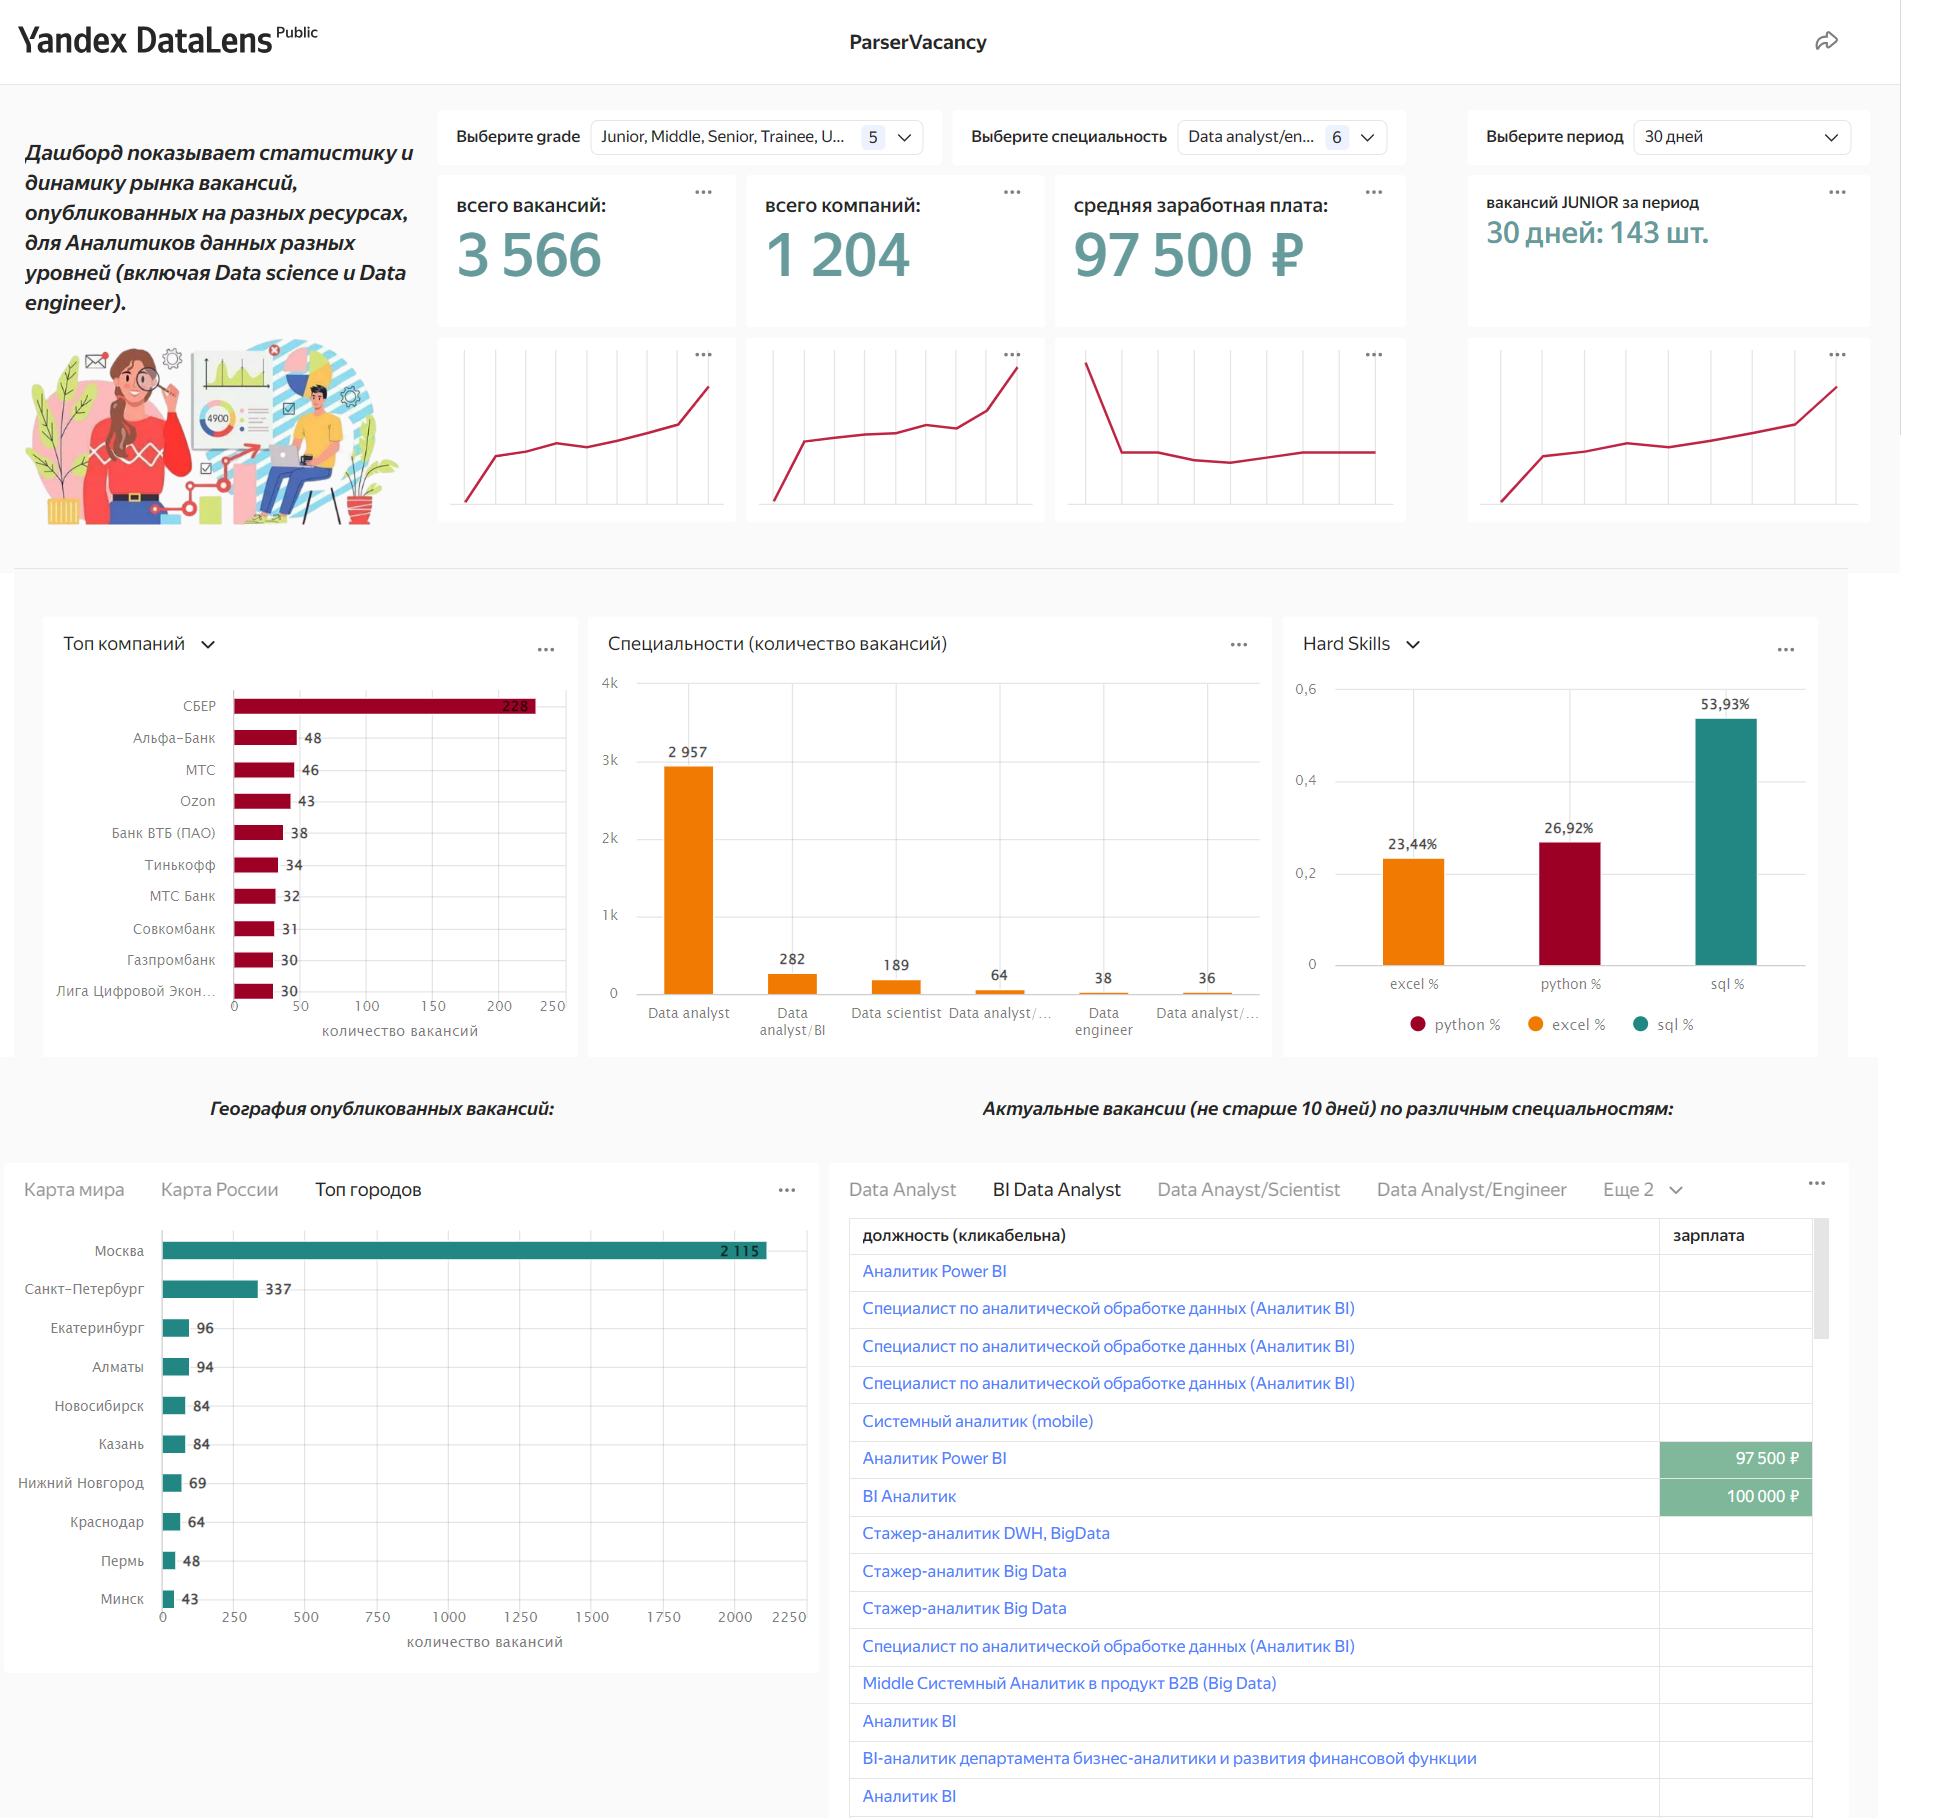 Yandex DataLens Public
ParserVacancy
Дашборд показывает статистику и
динамику рынка вакансий,
опубликованных на разных ресурсах,
для Аналитиков данных разных
уровней (включая Data science и Data
engineer).
4900
Выберите grade
Junior, Middle, Senior, Trainee, U...
5
Выберите специальность
Data analyst/en...
6
Выберите период
30 дней
всего вакансий:
3 566
всего компаний:
1 204
средняя заработная плата:
97 500 ₽
вакансий JUNIOR за период
30 дней: 143 шт.
Топ компаний
СБЕР
228
Альфа-Банк
48
МТС
46
Ozon
43
Банк ВТБ (ПАО)
38
Тинькофф
34
МТС Банк
32
Совкомбанк
31
Газпромбанк
30
Лига Цифровой Экон...
30
0 50 100 150 200 250
количество вакансий
Специальности (количество вакансий)
4k
3k
2k
1k
0
2 957
282
189
64
38
36
Data analyst
Data
analyst/BI
Data scientist
Data analyst/...
Data
engineer
Data analyst/...
Hard Skills
0,6
0,4
0,2
0
23,44%
26,92%
53,93%
excel %
python %
sql %
python %
excel %
sql %
География опубликованных вакансий:
Карта мира
Карта России
Топ городов
Москва
2 115
Санкт-Петербург
337
Екатеринбург
96
Алматы
94
Новосибирск
84
Казань
84
Нижний Новгород
69
Краснодар
64
Пермь
48
Минск
43
0 250 500 750 1000 1250 1500 1750 2000 2250
количество вакансий
Актуальные вакансии (не старше 10 дней) по различным специальностям:
Data Analyst
BI Data Analyst
Data Anayst/Scientist
Data Analyst/Engineer
Еще 2
должность (кликабельна)
зарплата
Аналитик Power BI
Специалист по аналитической обработке данных (Аналитик BI)
Специалист по аналитической обработке данных (Аналитик BI)
Специалист по аналитической обработке данных (Аналитик BI)
Системный аналитик (mobile)
Аналитик Power BI
97 500 ₽
BI Аналитик
100 000 ₽
Стажер-аналитик DWH, BigData
Стажер-аналитик Big Data
Стажер-аналитик Big Data
Специалист по аналитической обработке данных (Аналитик BI)
Middle Системный Аналитик в продукт B2B (Big Data)
Аналитик BI
BI-аналитик департамента бизнес-аналитики и развития финансовой функции
Аналитик BI